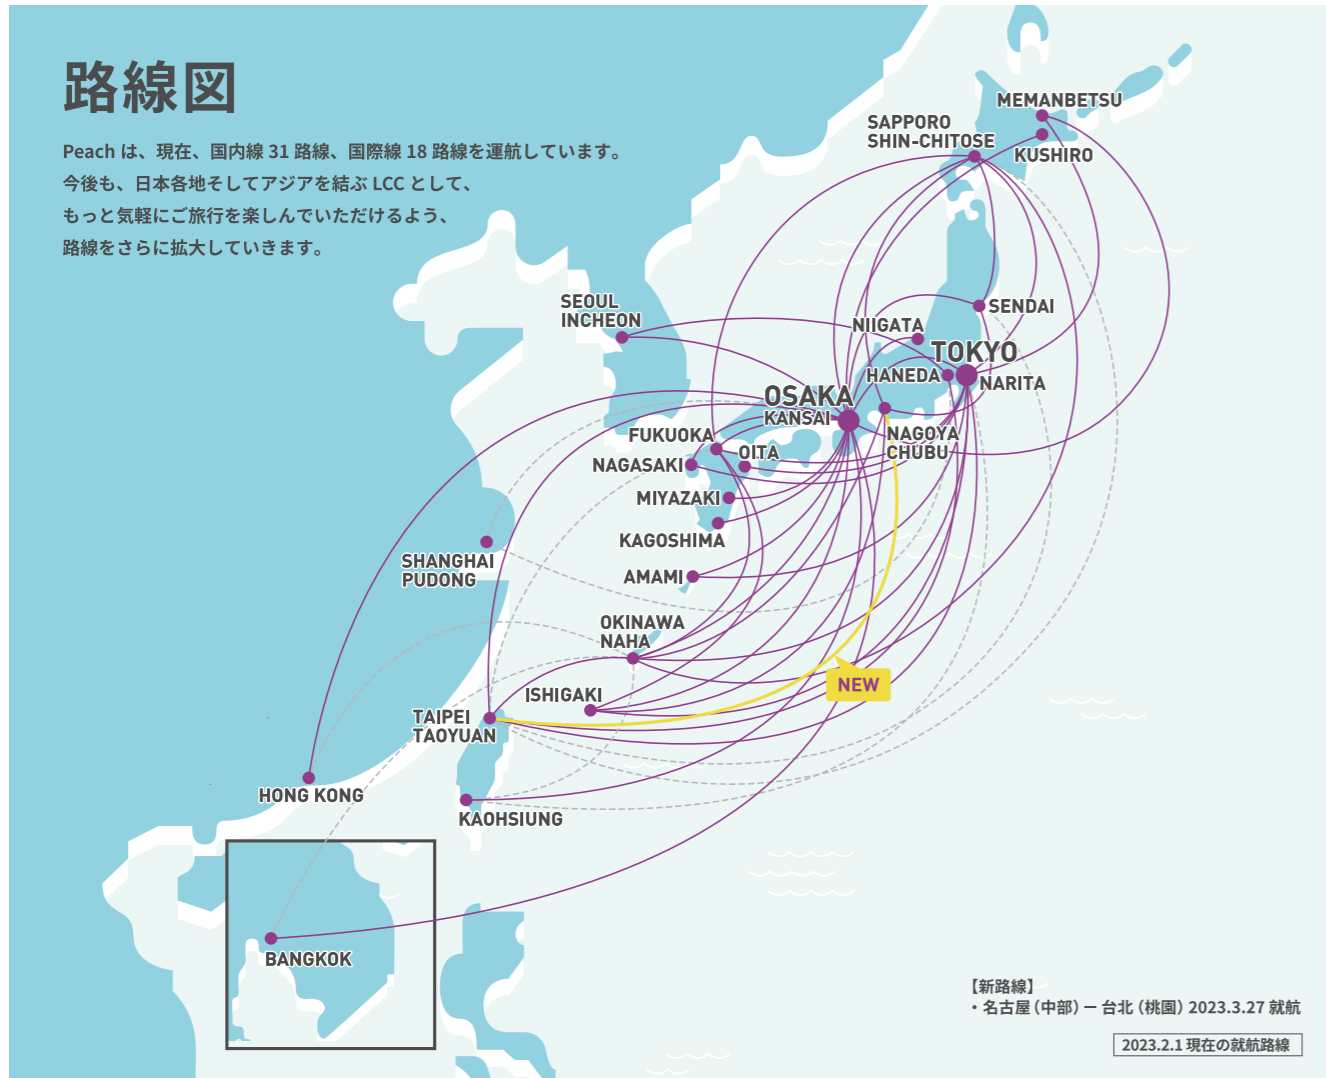 路線図
Peach は、現在、国内線 31 路線、国際線 18 路線を運航しています。
今後も、日本各地そしてアジアを結ぶ LCC として、
もっと気軽にご旅行を楽しんでいただけるよう、
路線をさらに拡大していきます。
MEMANBETSU
SAPPORO
SHIN-CHITOSE
KUSHIRO
SEOUL
INCHEON
SENDAI
NIIGATA
TOKYO
HANEDA
NARITA
OSAKA
KANSAI
FUKUOKA
NAGOYA
CHUBU
OITA
NAGASAKI
MIYAZAKI
KAGOSHIMA
SHANGHAI
PUDONG
AMAMI
OKINAWA
NAHA
NEW
ISHIGAKI
TAIPEI
TAOYUAN
HONG KONG
KAOHSIUNG
BANGKOK
【新路線】
・名古屋（中部）ー 台北（桃園）2023.3.27 就航
2023.2.1 現在の就航路線